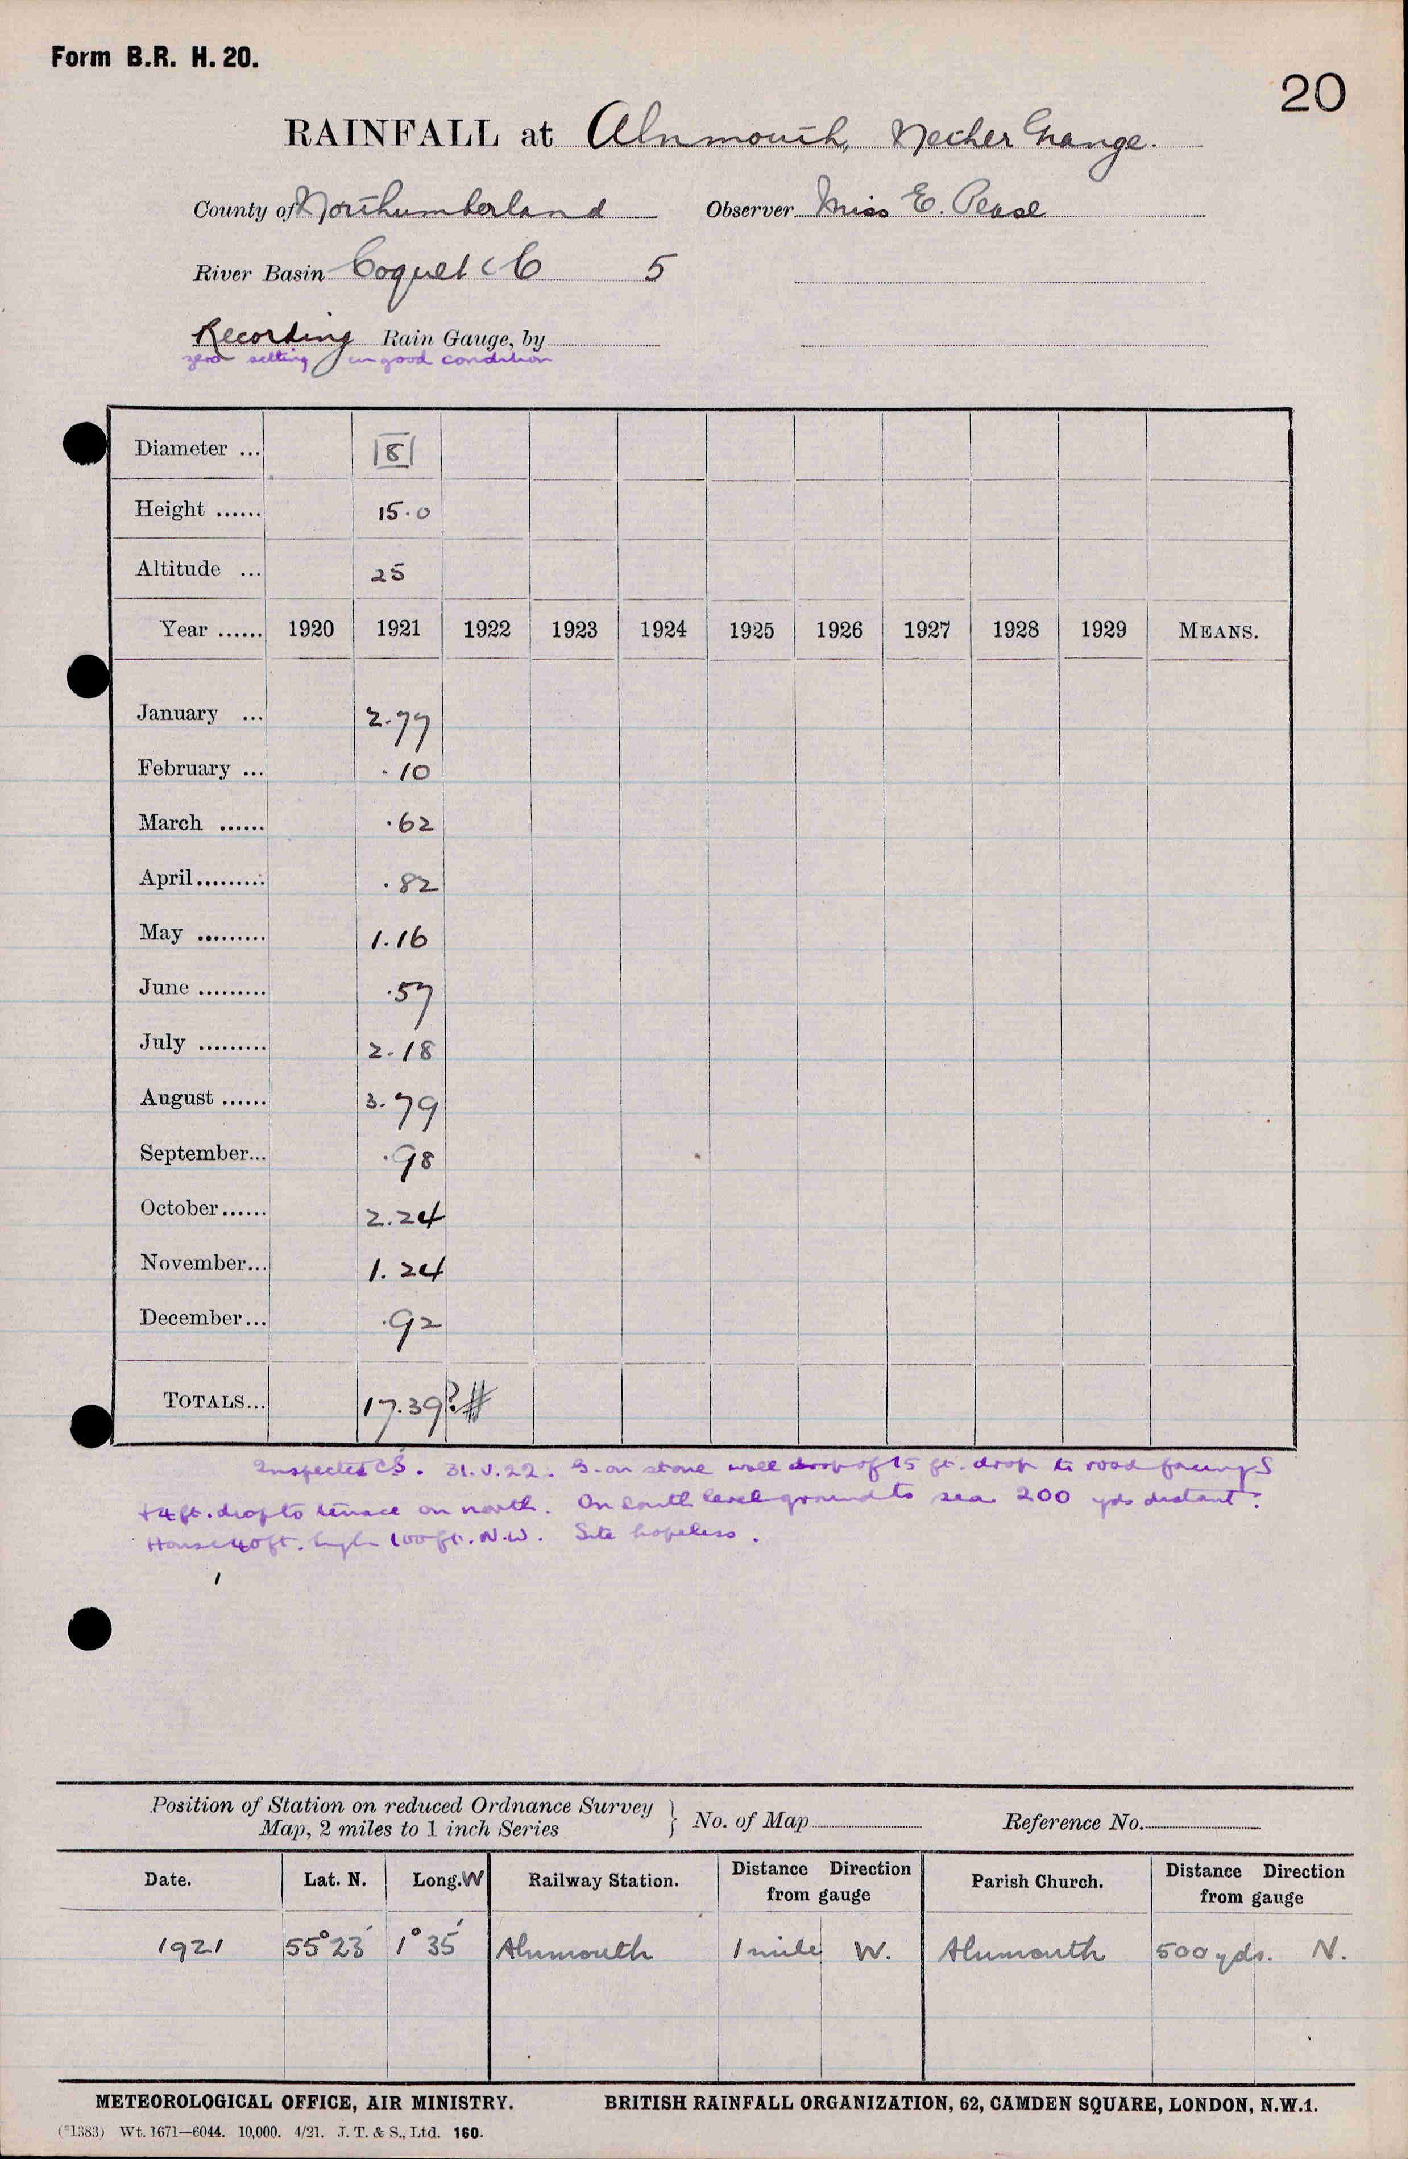 Form B.R. H. 20.
20
RAINFALL at Alnmouth, Nether Grange.
County of Northumberland Observer Miss E. Pease
River Basin Coquet 5
Recording Rain Gauge, by
zero setting in good condition
Diameter ... 8
Height ...... 15.0
Altitude ... 25
Year ...... 1920 1921 1922 1923 1924 1925 1926 1927 1928 1929 MEANS.
January ... 2.77
February ... .10
March ...... .62
April......... .82
May ......... 1.16
June ......... .57
July ......... 2.18
August ...... 3.79
September... .98
October...... 2.24
November... 1.24
December... .92
TOTALS... 17.39?#
Inspected CS. 31.V.22. G. on stone wall of 15 ft. drop to road facing S
+ 4 ft. drop to terrace on north. On south level ground to sea 200 yds distant.
House 40 ft. high 100 ft. N.W. Site hopeless.
Position of Station on reduced Ordnance Survey Map, 2 miles to 1 inch Series } No. of Map Reference No.
Date. Lat. N. Long. W Railway Station. Distance Direction from gauge Parish Church. Distance Direction from gauge
1921 55°23' 1°35' Alnmouth 1 mile W. Alnmouth 500 yds. N.
METEOROLOGICAL OFFICE, AIR MINISTRY. BRITISH RAINFALL ORGANIZATION, 62, CAMDEN SQUARE, LONDON, N.W.1.
(*1383) Wt. 1671—6044. 10,000. 4/21. J. T. & S., Ltd. 160.